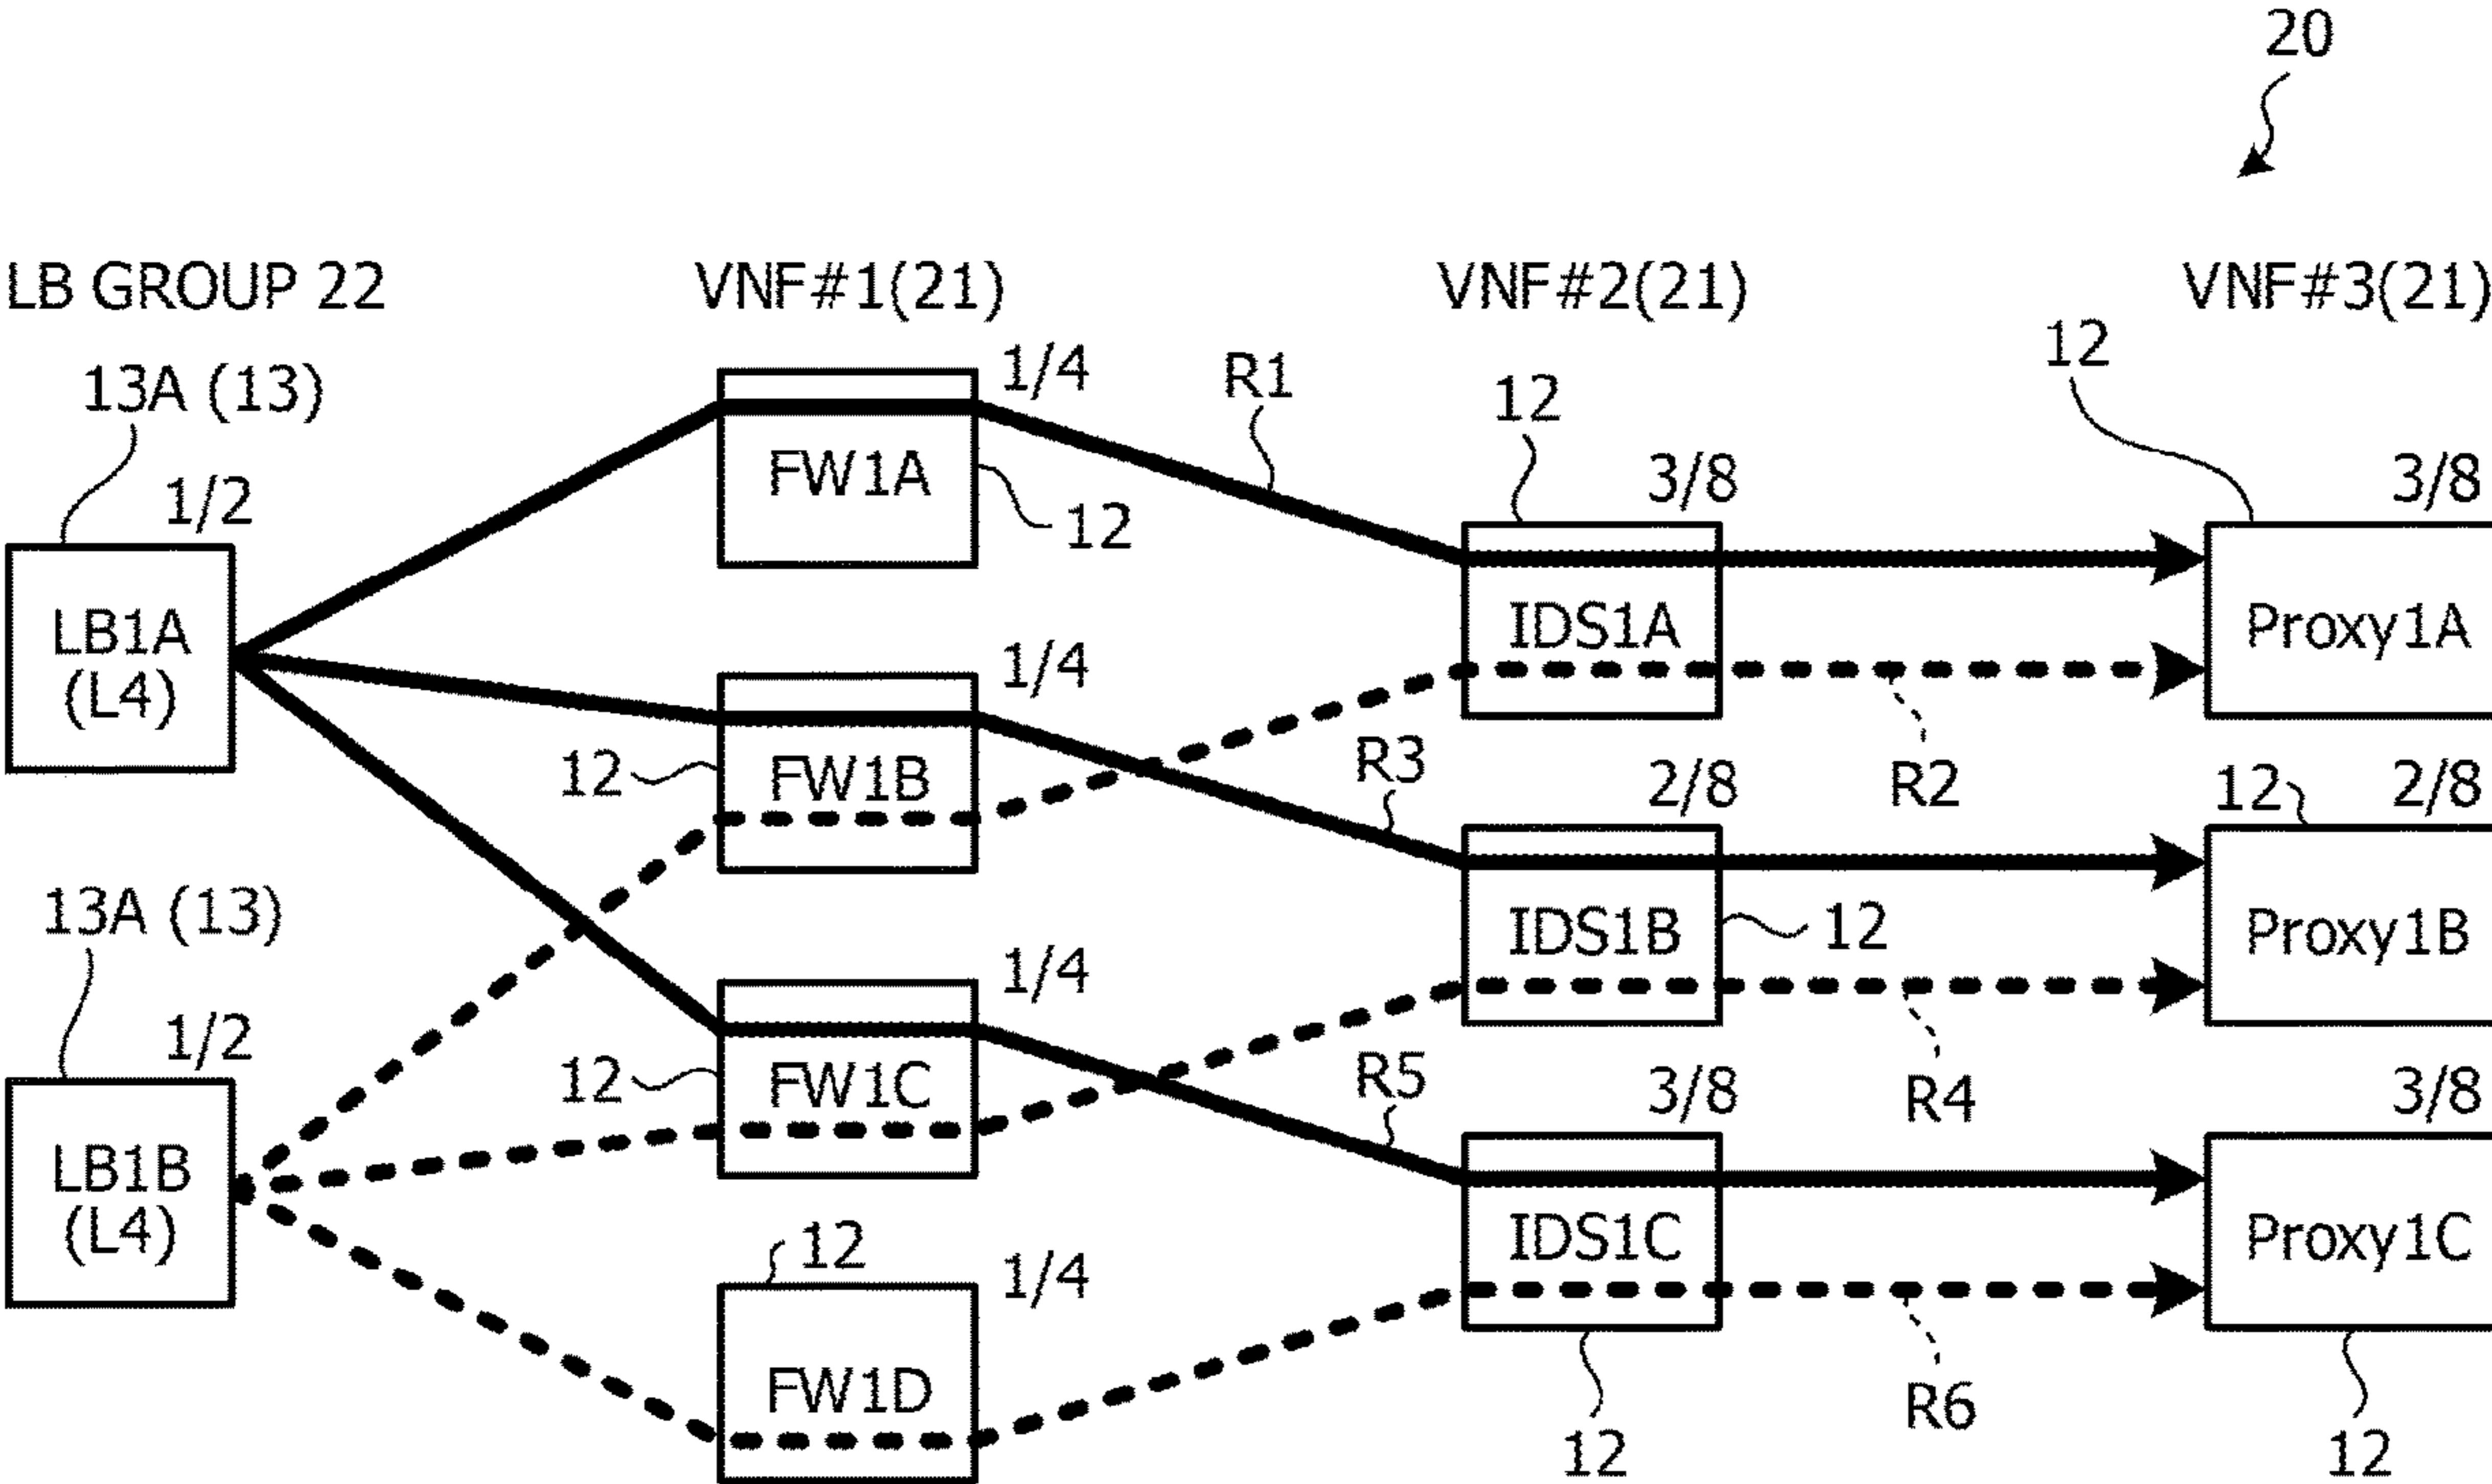 20
LB GROUP 22
VNF#1(21)
VNF#2(21)
VNF#3(21)
13A (13)
1/2
LB1A
(L4)
13A (13)
1/2
LB1B
(L4)
1/4
FW1A
12
1/4
12
FW1B
1/4
12
FW1C
12
1/4
FW1D
R1
R3
R5
12
3/8
IDS1A
2/8
IDS1B
12
3/8
IDS1C
12
R2
R4
R6
12
3/8
Proxy1A
12
2/8
Proxy1B
3/8
Proxy1C
12